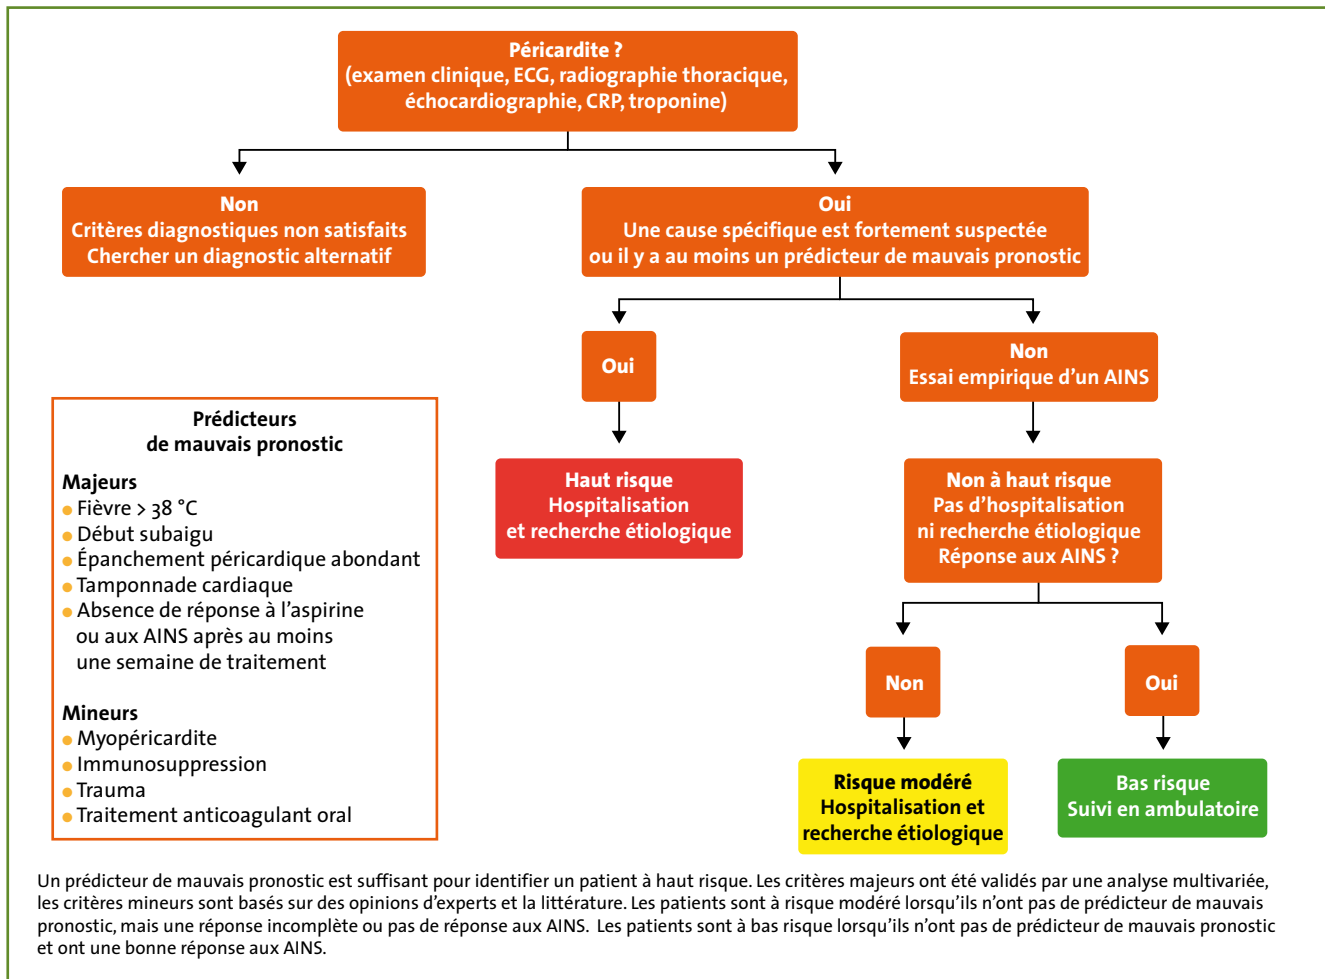 Péricardite ?
(examen clinique, ECG, radiographie thoracique,
échocardiographie, CRP, troponine)
Non
Critères diagnostiques non satisfaits
Chercher un diagnostic alternatif
Oui
Une cause spécifique est fortement suspectée
ou il y a au moins un prédicteur de mauvais pronostic
Oui
Non
Essai empirique d’un AINS
Haut risque
Hospitalisation
et recherche étiologique
Non à haut risque
Pas d’hospitalisation
ni recherche étiologique
Réponse aux AINS ?
Non
Oui
Risque modéré
Hospitalisation et
recherche étiologique
Bas risque
Suivi en ambulatoire
Prédicteurs
de mauvais pronostic
Majeurs
● Fièvre > 38 °C
● Début subaigu
● Épanchement péricardique abondant
● Tamponnade cardiaque
● Absence de réponse à l’aspirine
ou aux AINS après au moins
une semaine de traitement
Mineurs
● Myopéricardite
● Immunosuppression
● Trauma
● Traitement anticoagulant oral
Un prédicteur de mauvais pronostic est suffisant pour identifier un patient à haut risque. Les critères majeurs ont été validés par une analyse multivariée,
les critères mineurs sont basés sur des opinions d’experts et la littérature. Les patients sont à risque modéré lorsqu’ils n’ont pas de prédicteur de mauvais
pronostic, mais une réponse incomplète ou pas de réponse aux AINS. Les patients sont à bas risque lorsqu’ils n’ont pas de prédicteur de mauvais pronostic
et ont une bonne réponse aux AINS.